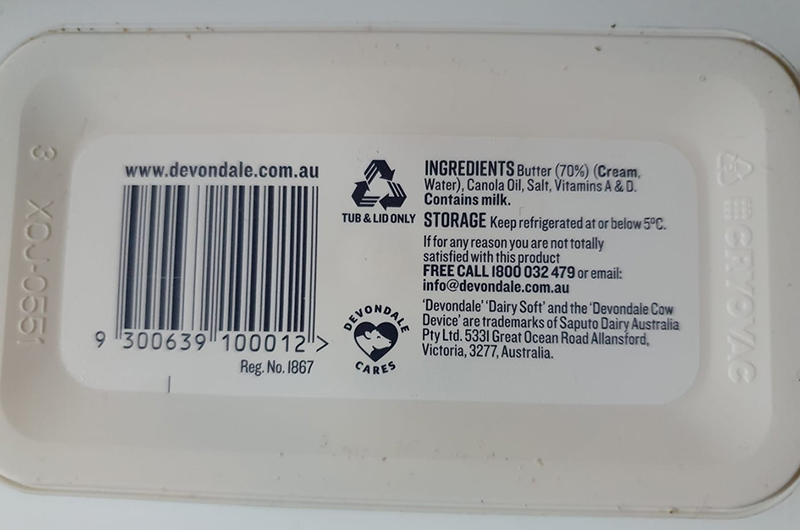 www.devondale.com.au
9 300639 100012 >
Reg. No. 1867
TUB & LID ONLY
DEVONDALE
CARES
INGREDIENTS Butter (70%) (Cream,
Water), Canola Oil, Salt, Vitamins A & D.
Contains milk.
STORAGE Keep refrigerated at or below 5°C.
If for any reason you are not totally
satisfied with this product
FREE CALL 1800 032 479 or email:
info@devondale.com.au
'Devondale' 'Dairy Soft' and the 'Devondale Cow
Device' are trademarks of Saputo Dairy Australia
Pty Ltd. 5331 Great Ocean Road Allansford,
Victoria, 3277, Australia.
3 XOJ-0551
CRYOVAC